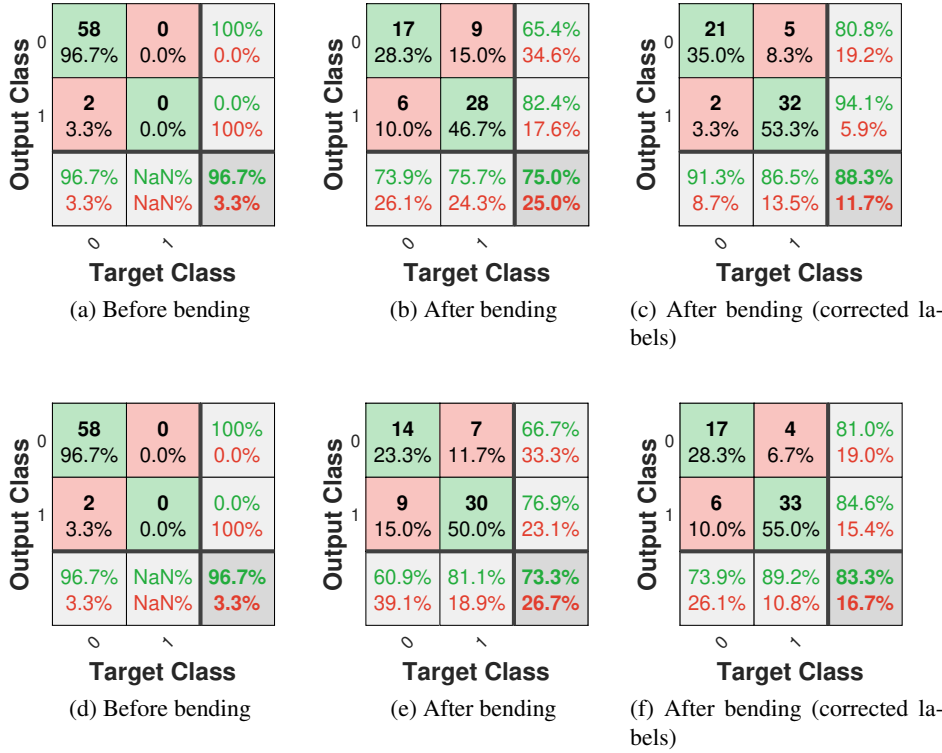 58 0 100%
0 96.7% 0.0% 0.0%
2 0 0.0%
1 3.3% 0.0% 100%
96.7% NaN% 96.7%
3.3% NaN% 3.3%
0 1
Output Class
Target Class
(a) Before bending
17 9 65.4%
0 28.3% 15.0% 34.6%
6 28 82.4%
1 10.0% 46.7% 17.6%
73.9% 75.7% 75.0%
26.1% 24.3% 25.0%
0 1
Output Class
Target Class
(b) After bending
21 5 80.8%
0 35.0% 8.3% 19.2%
2 32 94.1%
1 3.3% 53.3% 5.9%
91.3% 86.5% 88.3%
8.7% 13.5% 11.7%
0 1
Output Class
Target Class
(c) After bending (corrected la-
bels)
58 0 100%
0 96.7% 0.0% 0.0%
2 0 0.0%
1 3.3% 0.0% 100%
96.7% NaN% 96.7%
3.3% NaN% 3.3%
0 1
Output Class
Target Class
(d) Before bending
14 7 66.7%
0 23.3% 11.7% 33.3%
9 30 76.9%
1 15.0% 50.0% 23.1%
60.9% 81.1% 73.3%
39.1% 18.9% 26.7%
0 1
Output Class
Target Class
(e) After bending
17 4 81.0%
0 28.3% 6.7% 19.0%
6 33 84.6%
1 10.0% 55.0% 15.4%
73.9% 89.2% 83.3%
26.1% 10.8% 16.7%
0 1
Output Class
Target Class
(f) After bending (corrected la-
bels)